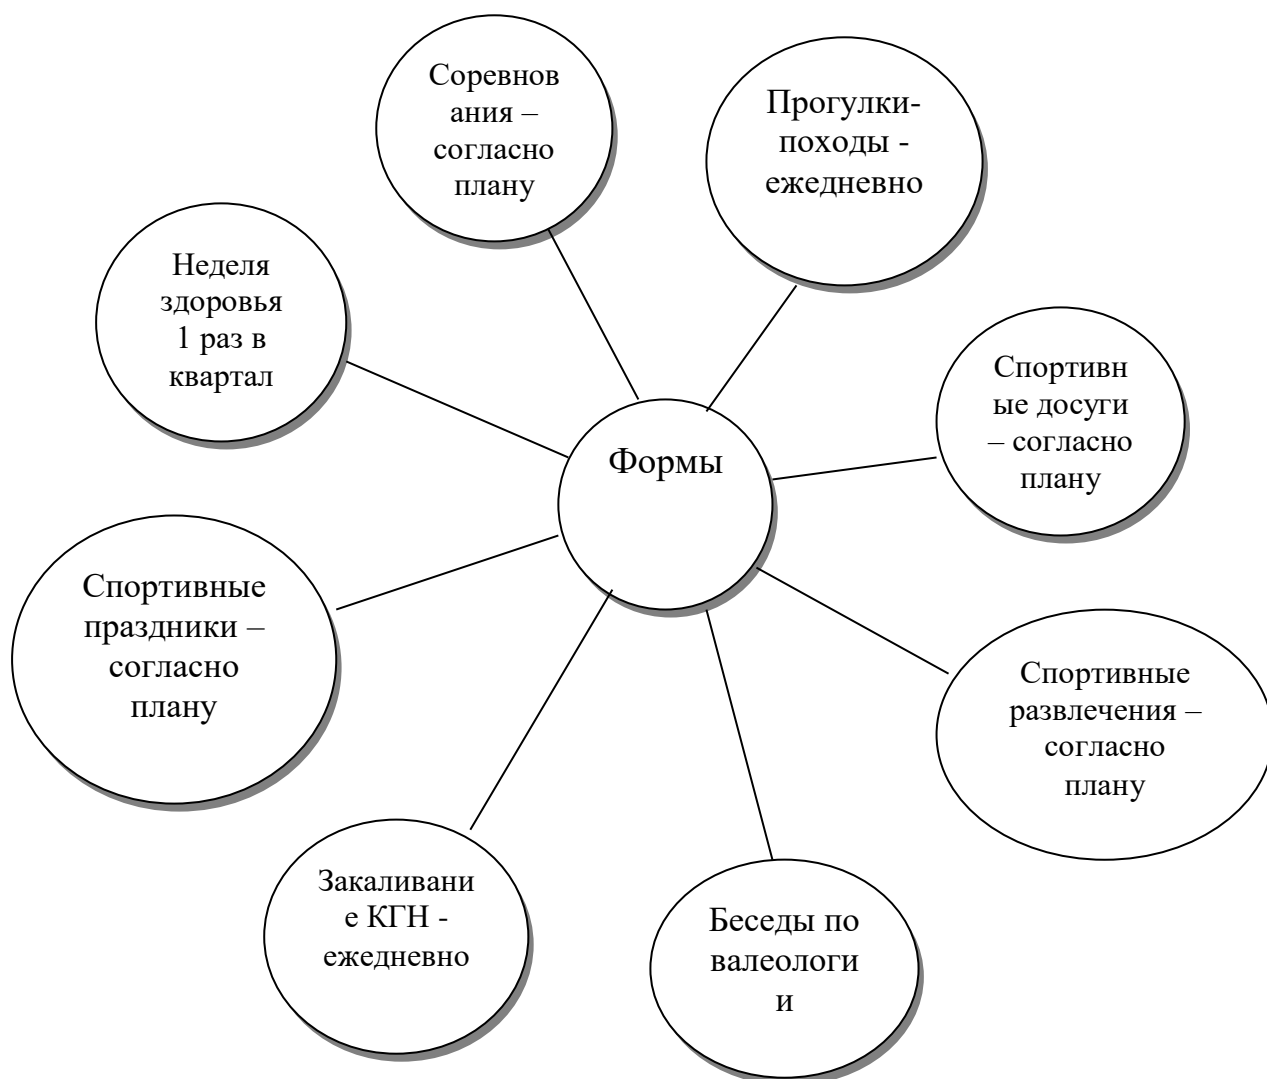 Соревнов
ания –
согласно
плану
Прогулки-
походы -
ежедневно
Неделя
здоровья
1 раз в
квартал
Спортивн
ые досуги
– согласно
плану
Формы
Спортивные
праздники –
согласно
плану
Спортивные
развлечения –
согласно
плану
Закаливани
е КГН -
ежедневно
Беседы по
валеологи
и